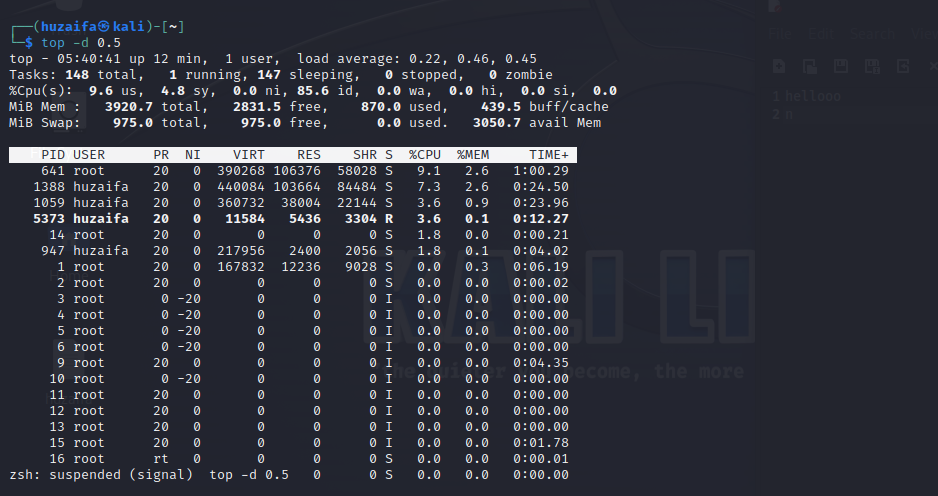 ┌──(huzaifa㉿kali)-[~]
└─$ top -d 0.5
top - 05:40:41 up 12 min,  1 user,  load average: 0.22, 0.46, 0.45
Tasks: 148 total,   1 running, 147 sleeping,   0 stopped,   0 zombie
%Cpu(s):  9.6 us,  4.8 sy,  0.0 ni, 85.6 id,  0.0 wa,  0.0 hi,  0.0 si,  0.0
MiB Mem :   3920.7 total,   2831.5 free,    870.0 used,    439.5 buff/cache
MiB Swap:    975.0 total,    975.0 free,      0.0 used.   3050.7 avail Mem
PID USER      PR  NI    VIRT    RES    SHR S  %CPU  %MEM     TIME+
641 root      20   0  390268 106376  58028 S   9.1   2.6   1:00.29
1388 huzaifa   20   0  440084 103664  84484 S   7.3   2.6   0:24.50
1059 huzaifa   20   0  360732  38004  22144 S   3.6   0.9   0:23.96
5373 huzaifa   20   0   11584   5436   3304 R   3.6   0.1   0:12.27
14 root      20   0       0      0      0 S   1.8   0.0   0:00.21
947 huzaifa   20   0  217956   2400   2056 S   1.8   0.1   0:04.02
1 root      20   0  167832  12236   9028 S   0.0   0.3   0:06.19
2 root      20   0       0      0      0 S   0.0   0.0   0:00.02
3 root       0 -20       0      0      0 I   0.0   0.0   0:00.00
4 root       0 -20       0      0      0 I   0.0   0.0   0:00.00
5 root       0 -20       0      0      0 I   0.0   0.0   0:00.00
6 root       0 -20       0      0      0 I   0.0   0.0   0:00.00
9 root      20   0       0      0      0 I   0.0   0.0   0:04.35
10 root       0 -20       0      0      0 I   0.0   0.0   0:00.00
11 root      20   0       0      0      0 I   0.0   0.0   0:00.00
12 root      20   0       0      0      0 I   0.0   0.0   0:00.00
13 root      20   0       0      0      0 I   0.0   0.0   0:00.00
15 root      20   0       0      0      0 I   0.0   0.0   0:01.78
16 root      rt   0       0      0      0 S   0.0   0.0   0:00.01
zsh: suspended (signal)  top -d 0.5   0      0 S   0.0   0.0   0:00.00
KALI LI
become, the more
File Edit Search
1 hellooo
2 n